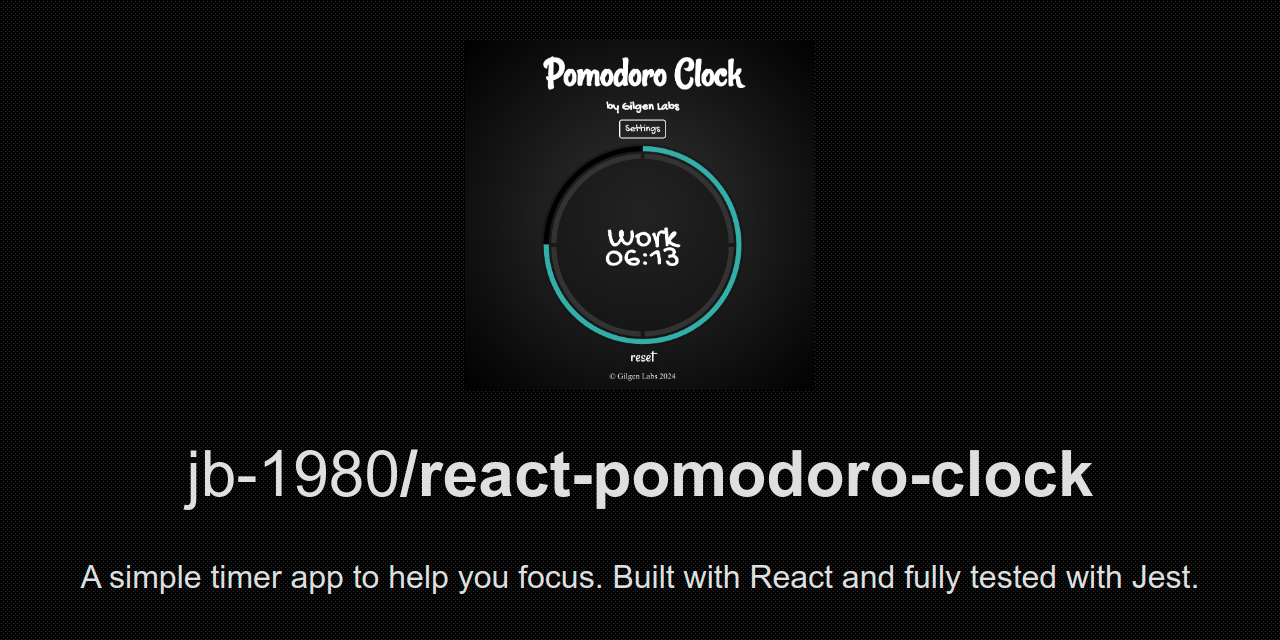 Pomodoro Clock
by Gilgen Labs
Settings
Work
06:13
reset
© Gilgen Labs 2024
jb-1980/react-pomodoro-clock
A simple timer app to help you focus. Built with React and fully tested with Jest.